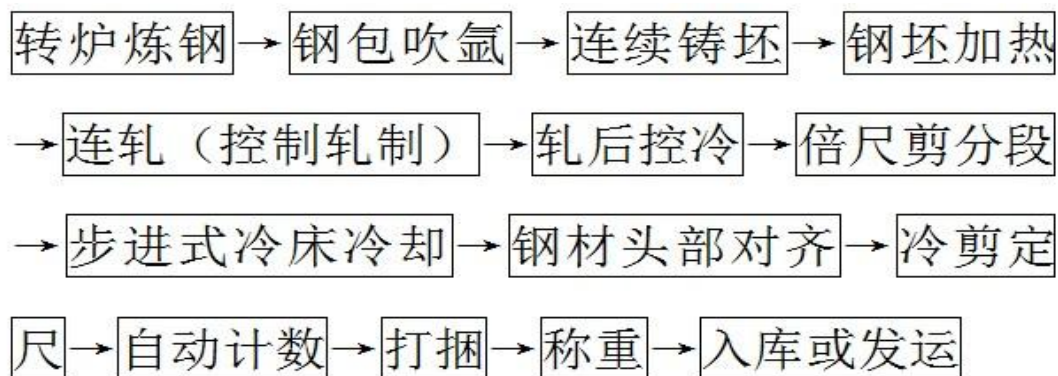 转炉炼钢→钢包吹氩→连续铸坯→钢坯加热
→连轧（控制轧制）→轧后控冷→倍尺剪分段
→步进式冷床冷却→钢材头部对齐→冷剪定
尺→自动计数→打捆→称重→入库或发运